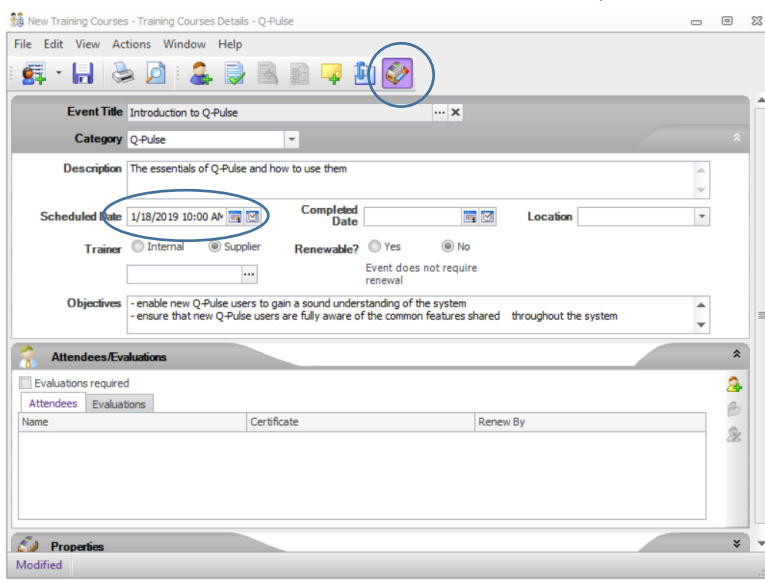 New Training Courses - Training Courses Details - Q-Pulse
File Edit View Actions Window Help
Event Title Introduction to Q-Pulse
Category Q-Pulse
Description The essentials of Q-Pulse and how to use them
Scheduled Date 1/18/2019 10:00 AM Completed Date Location
Trainer Internal Supplier Renewable? Yes No
Event does not require renewal
Objectives - enable new Q-Pulse users to gain a sound understanding of the system
- ensure that new Q-Pulse users are fully aware of the common features shared throughout the system
Attendees/Evaluations
Evaluations required
Attendees Evaluations
Name Certificate Renew By
Properties
Modified